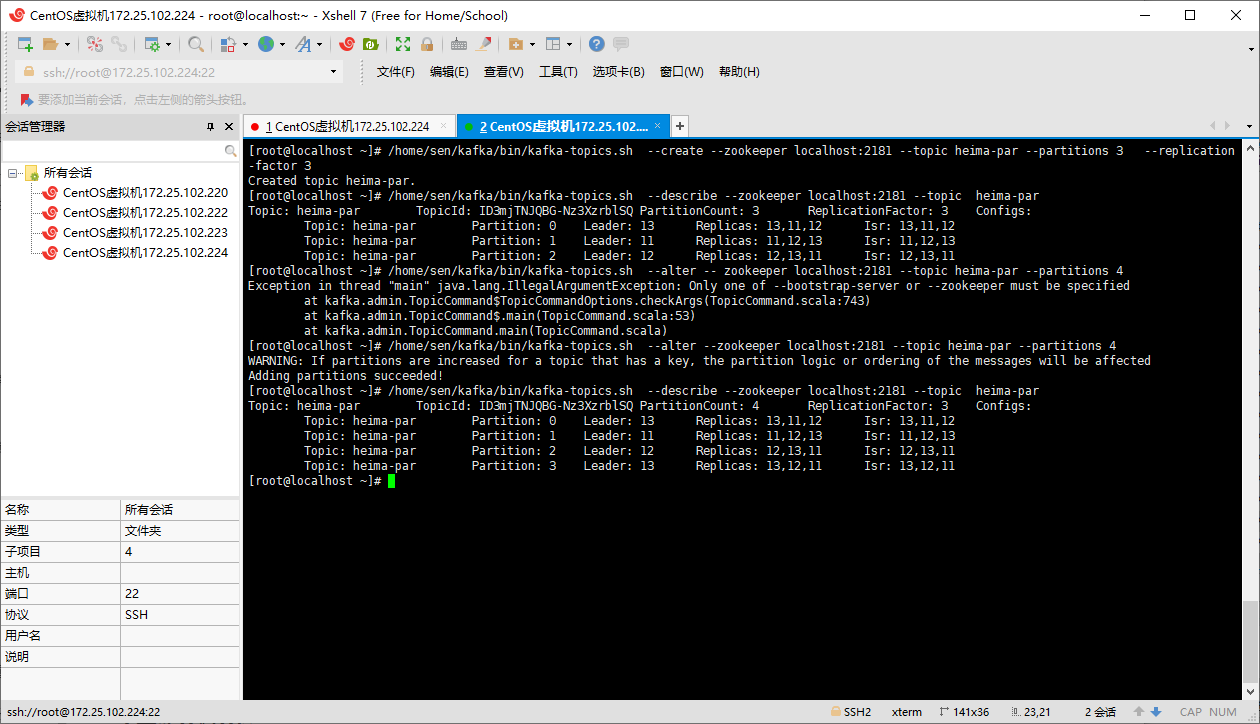 CentOS虚拟机172.25.102.224 - root@localhost:~ - Xshell 7 (Free for Home/School)
ssh://root@172.25.102.224:22
文件(F) 编辑(E) 查看(V) 工具(T) 选项卡(B) 窗口(W) 帮助(H)
要添加当前会话，点击左侧的箭头按钮。
会话管理器
1 CentOS虚拟机172.25.102.224
2 CentOS虚拟机172.25.102....
所有会话
CentOS虚拟机172.25.102.220
CentOS虚拟机172.25.102.222
CentOS虚拟机172.25.102.223
CentOS虚拟机172.25.102.224
名称 所有会话
类型 文件夹
子项目 4
主机
端口 22
协议 SSH
用户名
说明
[root@localhost ~]# /home/sen/kafka/bin/kafka-topics.sh  --create --zookeeper localhost:2181 --topic heima-par --partitions 3   --replication
-factor 3
Created topic heima-par.
[root@localhost ~]# /home/sen/kafka/bin/kafka-topics.sh  --describe --zookeeper localhost:2181 --topic  heima-par
Topic: heima-par        TopicId: ID3mjTNJQBG-Nz3XzrblSQ PartitionCount: 3       ReplicationFactor: 3    Configs:
        Topic: heima-par        Partition: 0    Leader: 13      Replicas: 13,11,12      Isr: 13,11,12
        Topic: heima-par        Partition: 1    Leader: 11      Replicas: 11,12,13      Isr: 11,12,13
        Topic: heima-par        Partition: 2    Leader: 12      Replicas: 12,13,11      Isr: 12,13,11
[root@localhost ~]# /home/sen/kafka/bin/kafka-topics.sh  --alter -- zookeeper localhost:2181 --topic heima-par --partitions 4
Exception in thread "main" java.lang.IllegalArgumentException: Only one of --bootstrap-server or --zookeeper must be specified
        at kafka.admin.TopicCommand$TopicCommandOptions.checkArgs(TopicCommand.scala:743)
        at kafka.admin.TopicCommand$.main(TopicCommand.scala:53)
        at kafka.admin.TopicCommand.main(TopicCommand.scala)
[root@localhost ~]# /home/sen/kafka/bin/kafka-topics.sh  --alter --zookeeper localhost:2181 --topic heima-par --partitions 4
WARNING: If partitions are increased for a topic that has a key, the partition logic or ordering of the messages will be affected
Adding partitions succeeded!
[root@localhost ~]# /home/sen/kafka/bin/kafka-topics.sh  --describe --zookeeper localhost:2181 --topic  heima-par
Topic: heima-par        TopicId: ID3mjTNJQBG-Nz3XzrblSQ PartitionCount: 4       ReplicationFactor: 3    Configs:
        Topic: heima-par        Partition: 0    Leader: 13      Replicas: 13,11,12      Isr: 13,11,12
        Topic: heima-par        Partition: 1    Leader: 11      Replicas: 11,12,13      Isr: 11,12,13
        Topic: heima-par        Partition: 2    Leader: 12      Replicas: 12,13,11      Isr: 12,13,11
        Topic: heima-par        Partition: 3    Leader: 13      Replicas: 13,12,11      Isr: 13,12,11
[root@localhost ~]#
ssh://root@172.25.102.224:22 SSH2 xterm 141x36 23,21 2 会话 CAP NUM